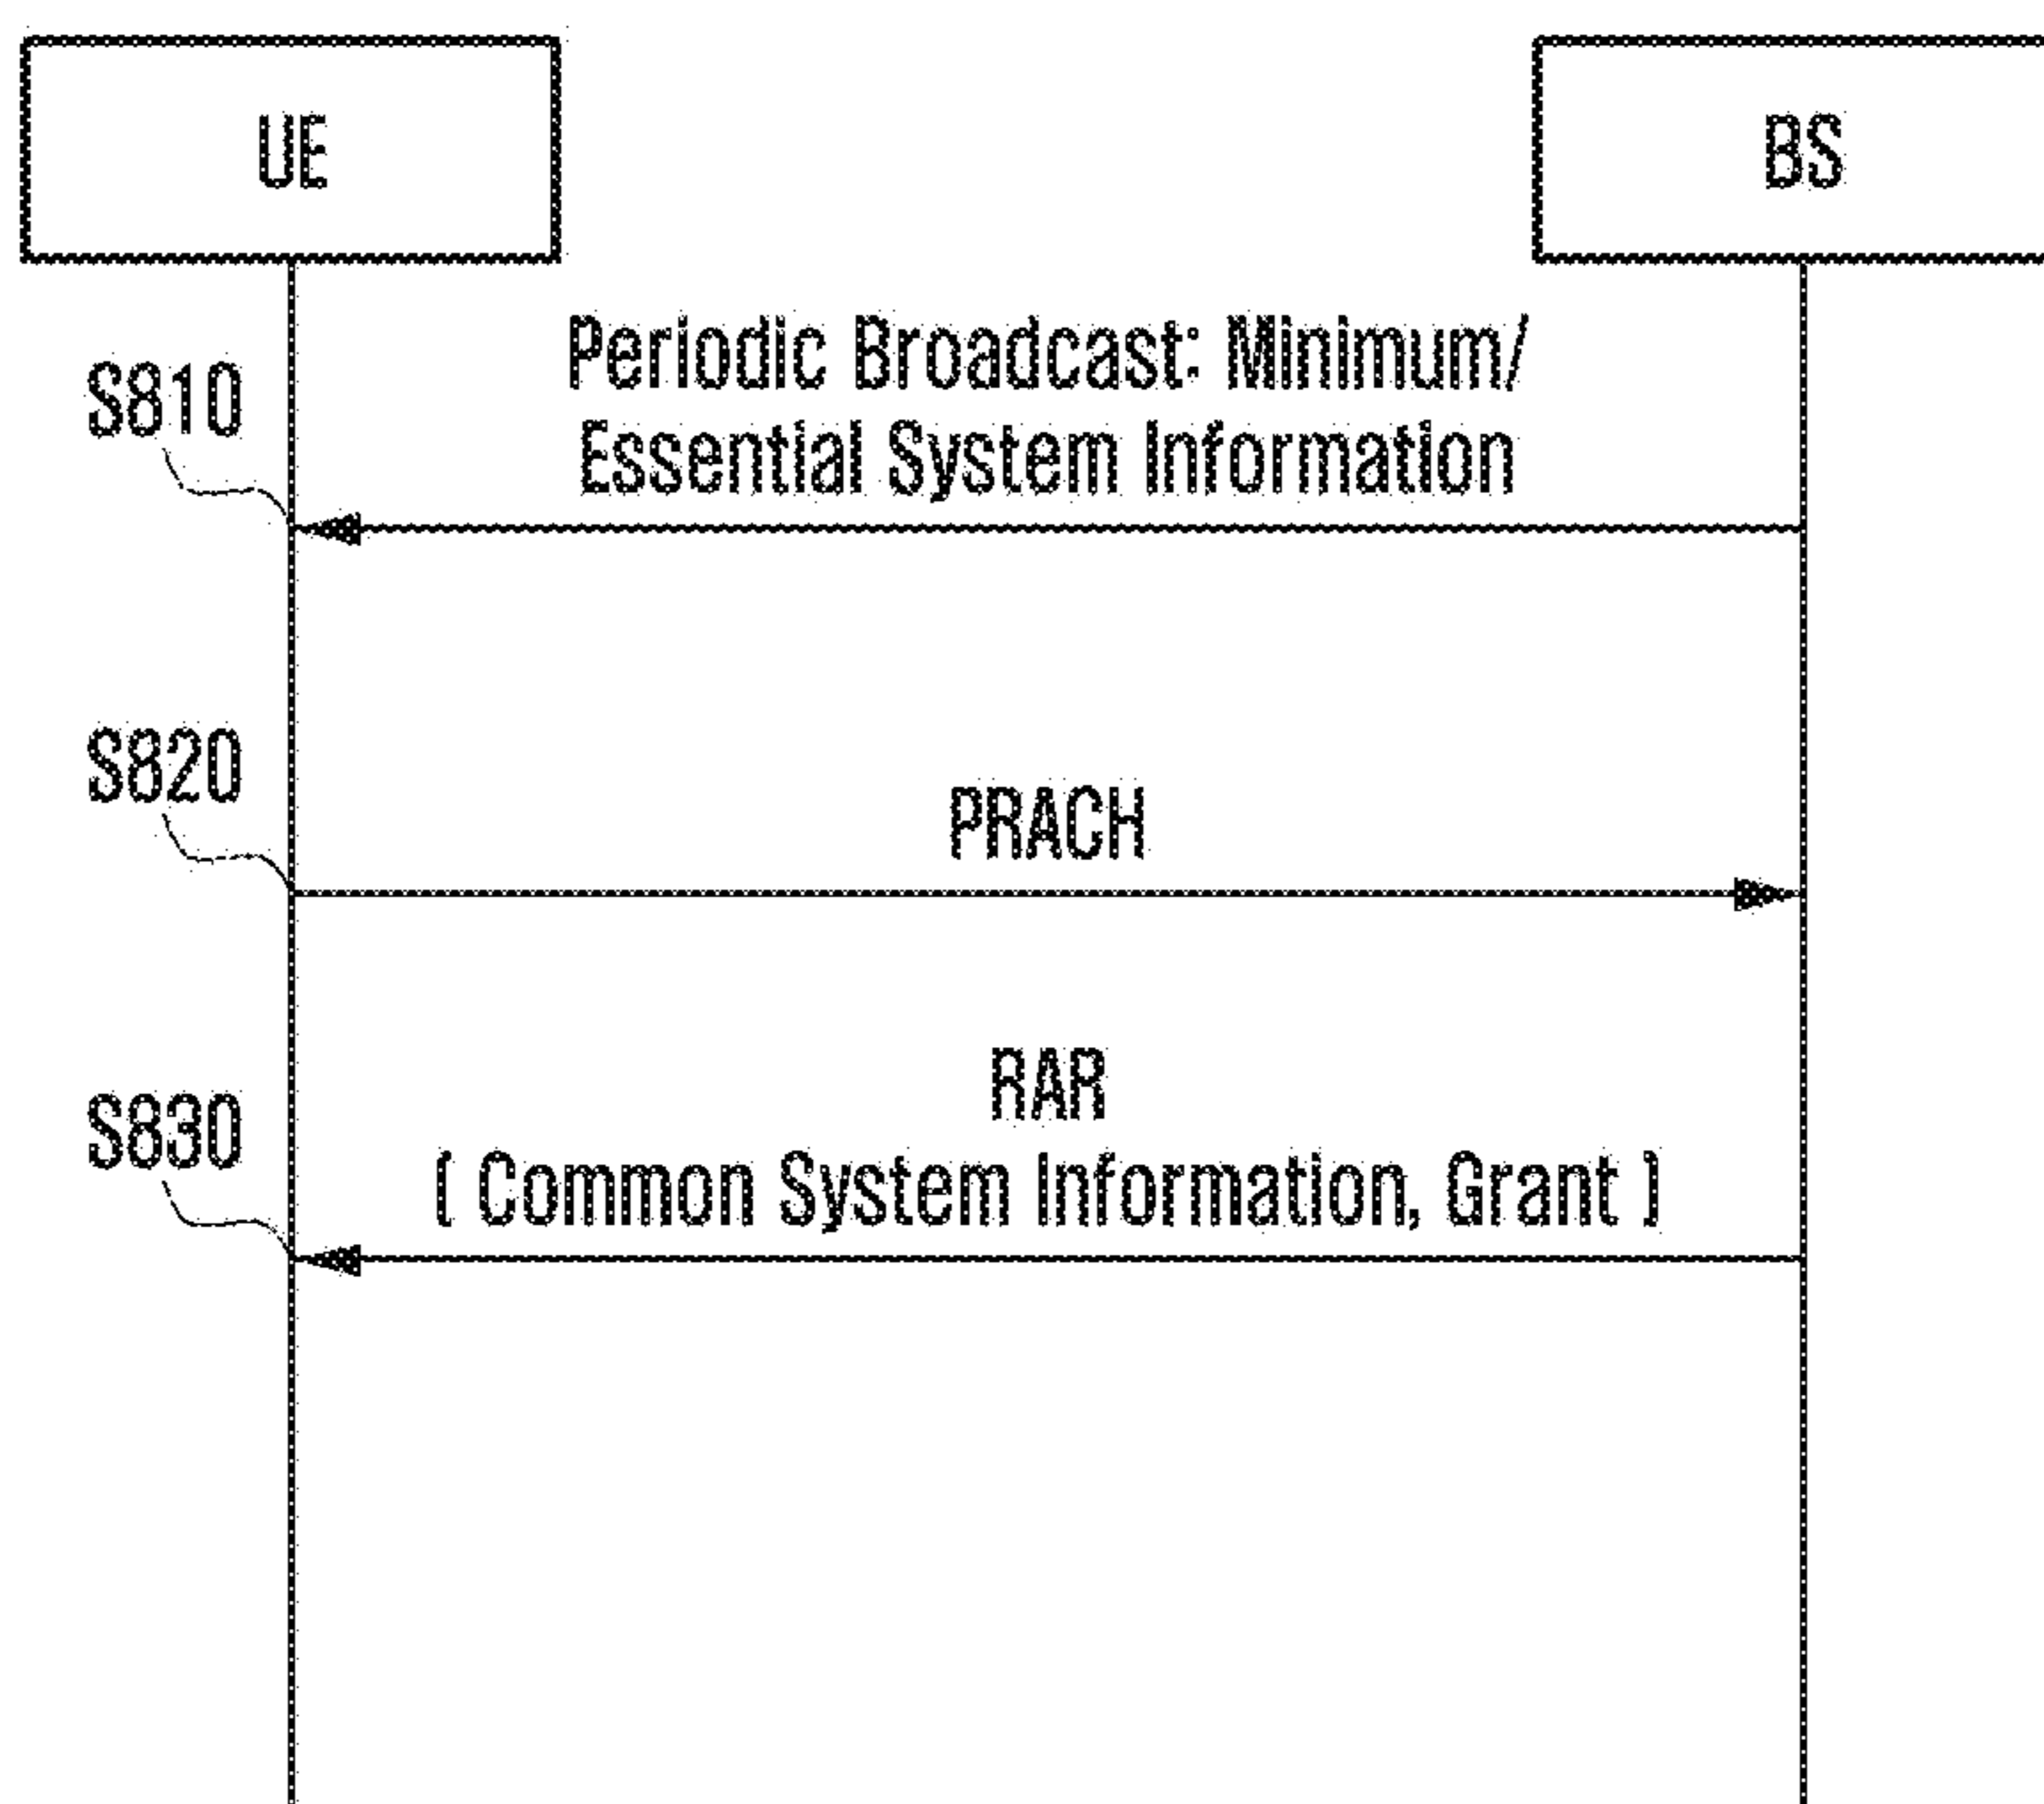 UE
BS
Periodic Broadcast: Minimum/
Essential System Information
S810
S820
PRACH
RAR
S830
( Common System Information, Grant )